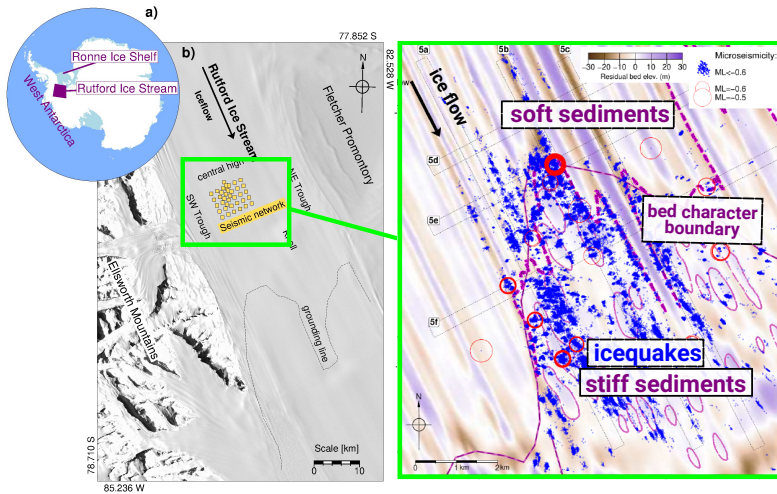 a)
Ronne Ice Shelf
Rutford Ice Stream
West Antarctica
b)
77.852 S
82.528 W
Rutford Ice Stream
Iceflow
N
Fletcher Promontory
central high
NE Trough
SW Trough
Seismic network
Knoll
Ellsworth Mountains
grounding line
Scale [km]
0 10
78.710 S
85.236 W
5a
5b
5c
5d
5e
5f
ice flow
−30 −20 −10 0 10 20 30
Residual bed elev. (m)
Microseismicity:
ML<−0.6
ML=−0.6
ML=−0.5
soft sediments
bed character
boundary
icequakes
stiff sediments
N
0 1 km 2 km